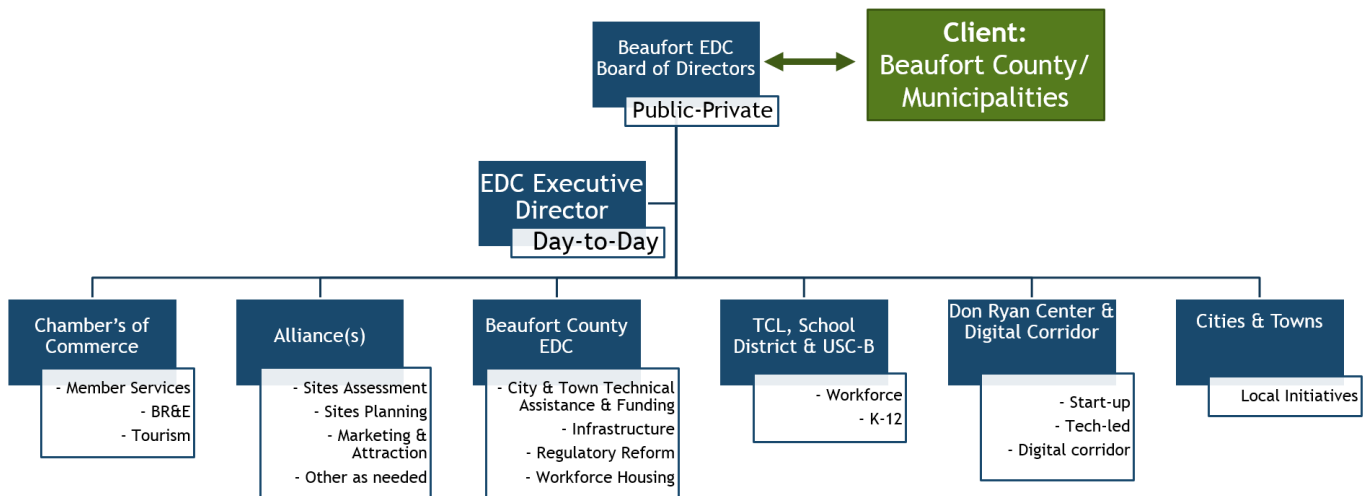 Beaufort EDC
Board of Directors
Public-Private
Client:
Beaufort County/
Municipalities
EDC Executive
Director
Day-to-Day
Chamber’s of
Commerce
- Member Services
- BR&E
- Tourism
Alliance(s)
- Sites Assessment
- Sites Planning
- Marketing &
Attraction
- Other as needed
Beaufort County
EDC
- City & Town Technical
Assistance & Funding
- Infrastructure
- Regulatory Reform
- Workforce Housing
TCL, School
District & USC-B
- Workforce
- K-12
Don Ryan Center &
Digital Corridor
- Start-up
- Tech-led
- Digital corridor
Cities & Towns
Local Initiatives